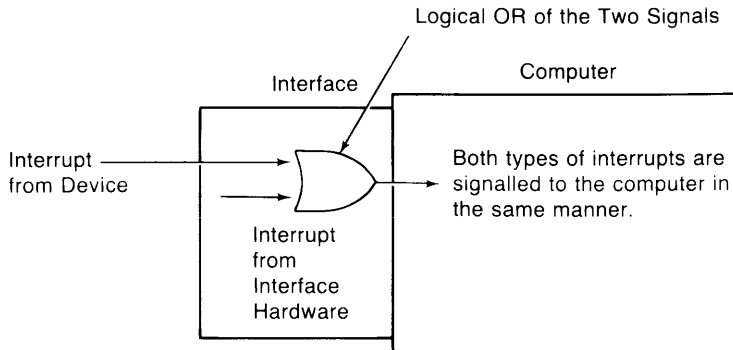 Logical OR of the Two Signals
Interface
Computer
Interrupt
from Device
Both types of interrupts are
signalled to the computer in
the same manner.
Interrupt
from
Interface
Hardware